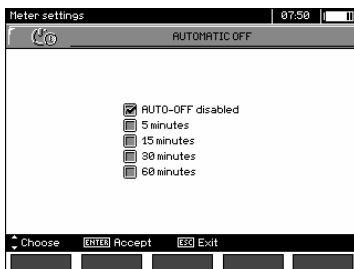 Meter settings 07:50
AUTOMATIC OFF
AUTO-OFF disabled
5 minutes
15 minutes
30 minutes
60 minutes
Choose ENTER Accept ESC Exit